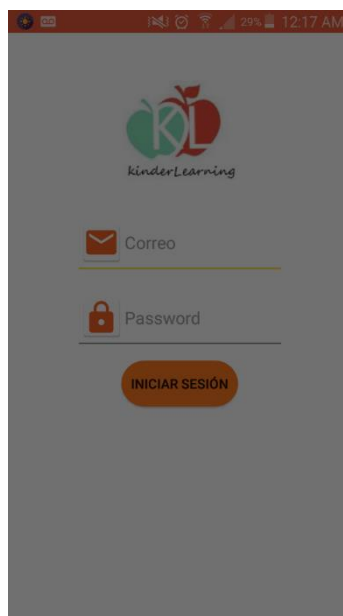 29% 12:17 AM
KL
kinderLearning
Correo
Password
INICIAR SESIÓN